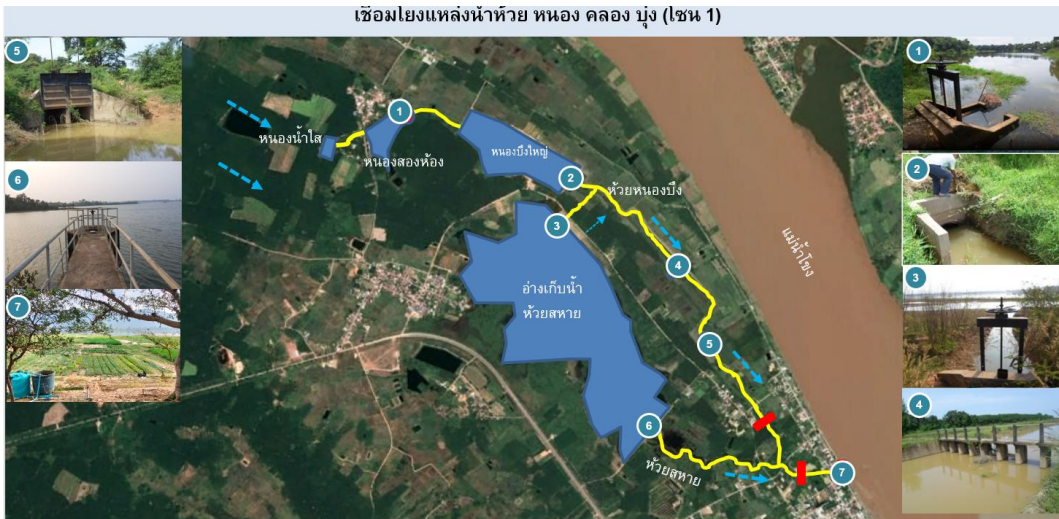 เชื่อมโยงแหล่งน้ำห้วย หนอง คลอง บุ่ง (โซน 1)
5
1
1
หนองน้ำใส
หนองสองห้อง
หนองบึงใหญ่
2
2
6
ห้วยหนองบึง
3
แม่น้ำโขง
4
3
อ่างเก็บน้ำ
ห้วยสหาย
7
5
4
6
ห้วยสหาย
7